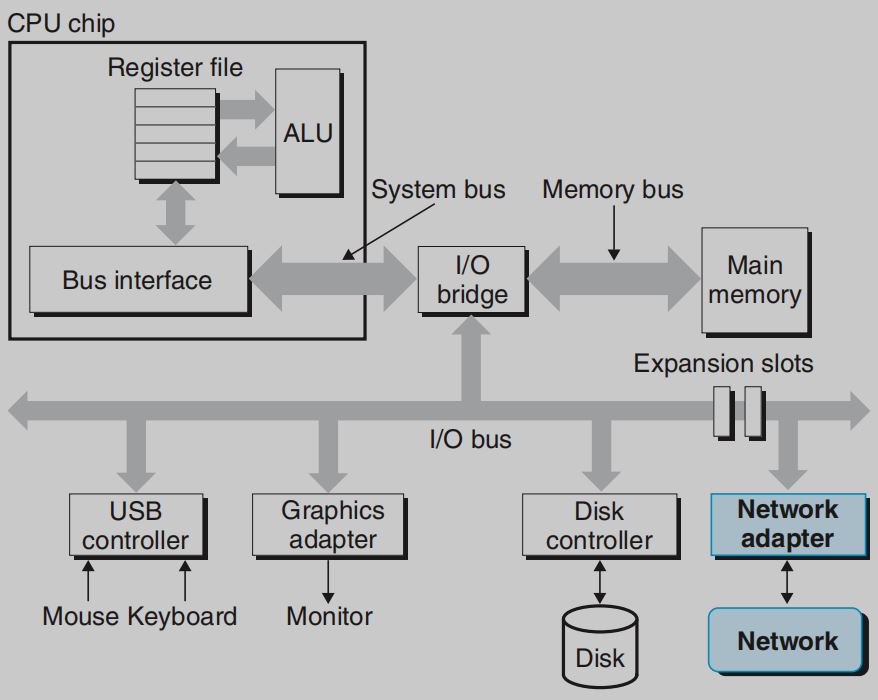 CPU chip
Register file
ALU
System bus
Memory bus
Bus interface
I/O
bridge
Main
memory
Expansion slots
I/O bus
USB
controller
Graphics
adapter
Disk
controller
Network
adapter
Mouse Keyboard
Monitor
Disk
Network